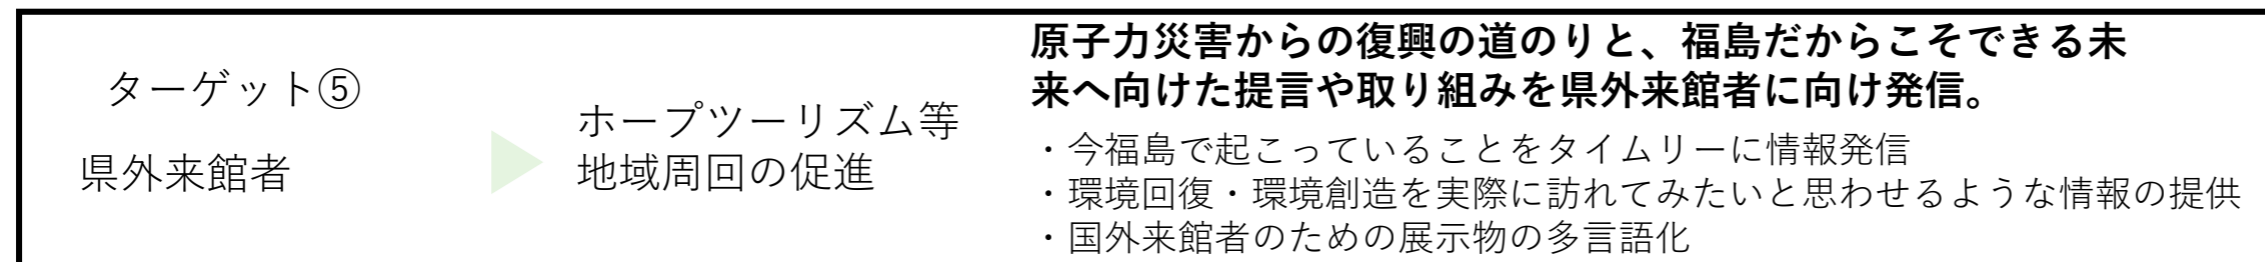 ターゲット⑤
県外来館者
ホープツーリズム等
地域周回の促進
原子力災害からの復興の道のりと、福島だからこそできる未
来へ向けた提言や取り組みを県外来館者に向け発信。
・今福島で起こっていることをタイムリーに情報発信
・環境回復・環境創造を実際に訪れてみたいと思わせるような情報の提供
・国外来館者のための展示物の多言語化